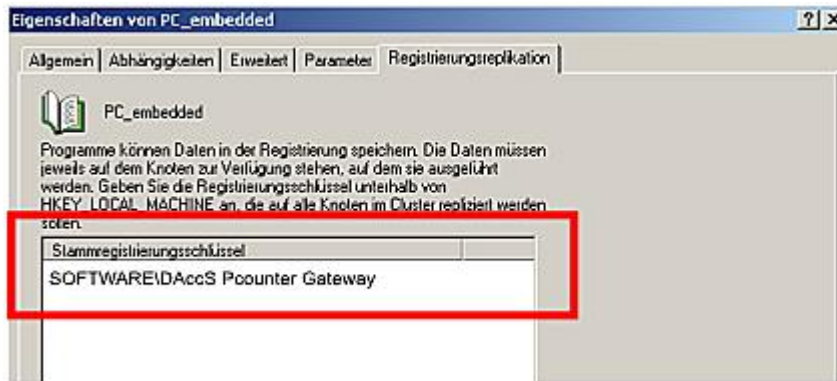 Eigenschaften von PC_embedded
Allgemein Abhängigkeiten Erweitert Parameter Registrierungsreplikation
PC_embedded
Programme können Daten in der Registrierung speichern. Die Daten müssen
jeweils auf dem Knoten zur Verfügung stehen, auf dem sie ausgeführt
werden. Geben Sie die Registrierungsschlüssel unterhalb von
HKEY_LOCAL_MACHINE an, die auf alle Knoten im Cluster repliziert werden
sollen.
Stammregistrierungsschlüssel
SOFTWARE\DAccS Pcounter Gateway